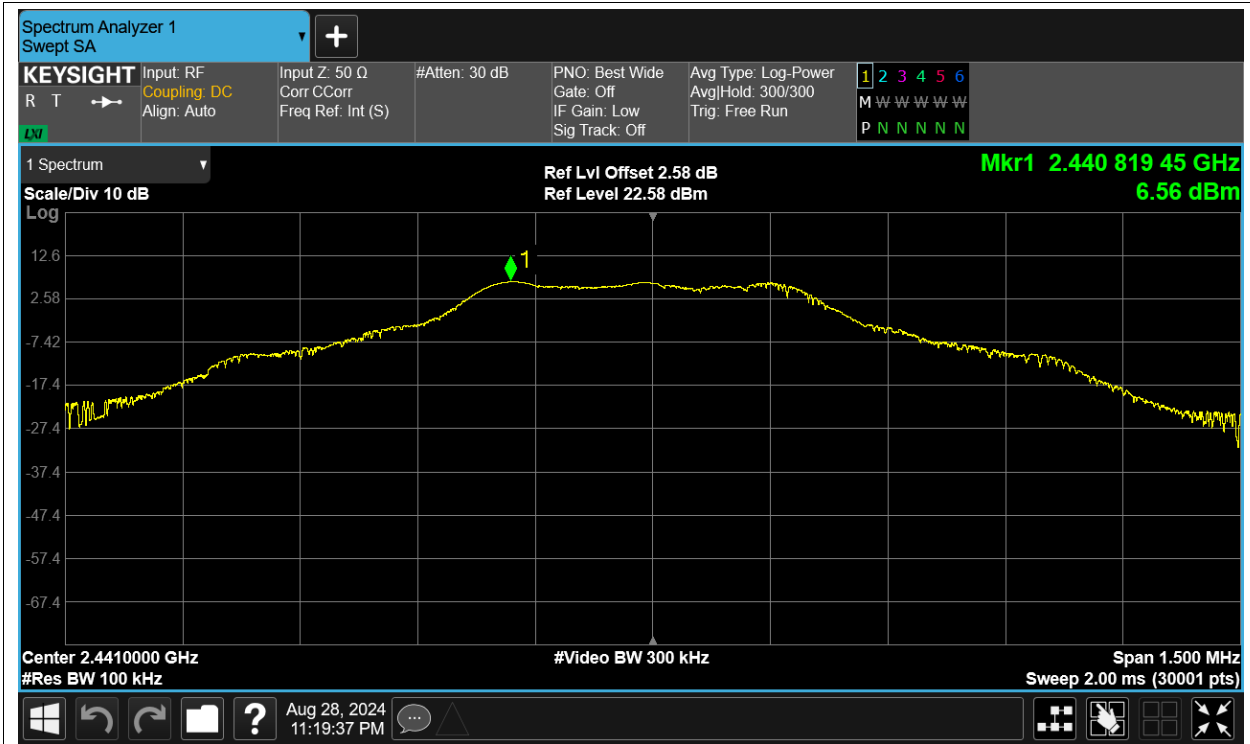 Spectrum Analyzer 1
Swept SA
KEYSIGHT
R T
LXI
Input: RF
Coupling: DC
Align: Auto
Input Z: 50 Ω
Corr CCorr
Freq Ref: Int (S)
#Atten: 30 dB
PNO: Best Wide
Gate: Off
IF Gain: Low
Sig Track: Off
Avg Type: Log-Power
Avg|Hold: 300/300
Trig: Free Run
1 2 3 4 5 6
M W W W W W
P N N N N N
1 Spectrum
Scale/Div 10 dB
Log
Ref Lvl Offset 2.58 dB
Ref Level 22.58 dBm
Mkr1 2.440 819 45 GHz
6.56 dBm
1
12.6
2.58
-7.42
-17.4
-27.4
-37.4
-47.4
-57.4
-67.4
Center 2.4410000 GHz
#Res BW 100 kHz
#Video BW 300 kHz
Span 1.500 MHz
Sweep 2.00 ms (30001 pts)
?
Aug 28, 2024
11:19:37 PM